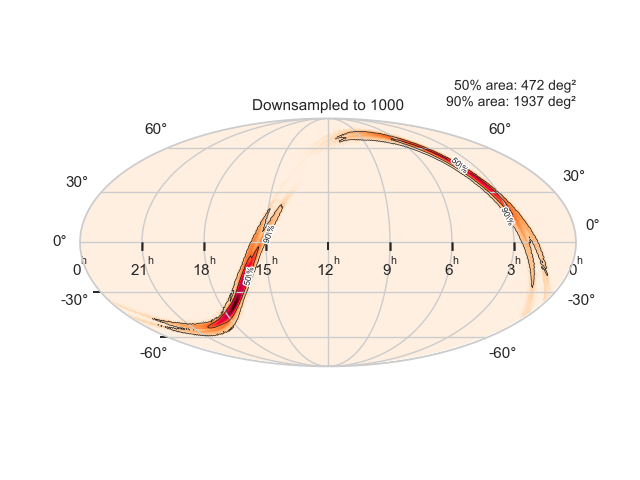 50% area: 472 deg²
90% area: 1937 deg²
Downsampled to 1000
60°
60°
30°
30°
0°
0°
0ʰ
21ʰ
18ʰ
15ʰ
12ʰ
9ʰ
6ʰ
3ʰ
0ʰ
50\%
90\%
90\%
50\%
-30°
-30°
-60°
-60°